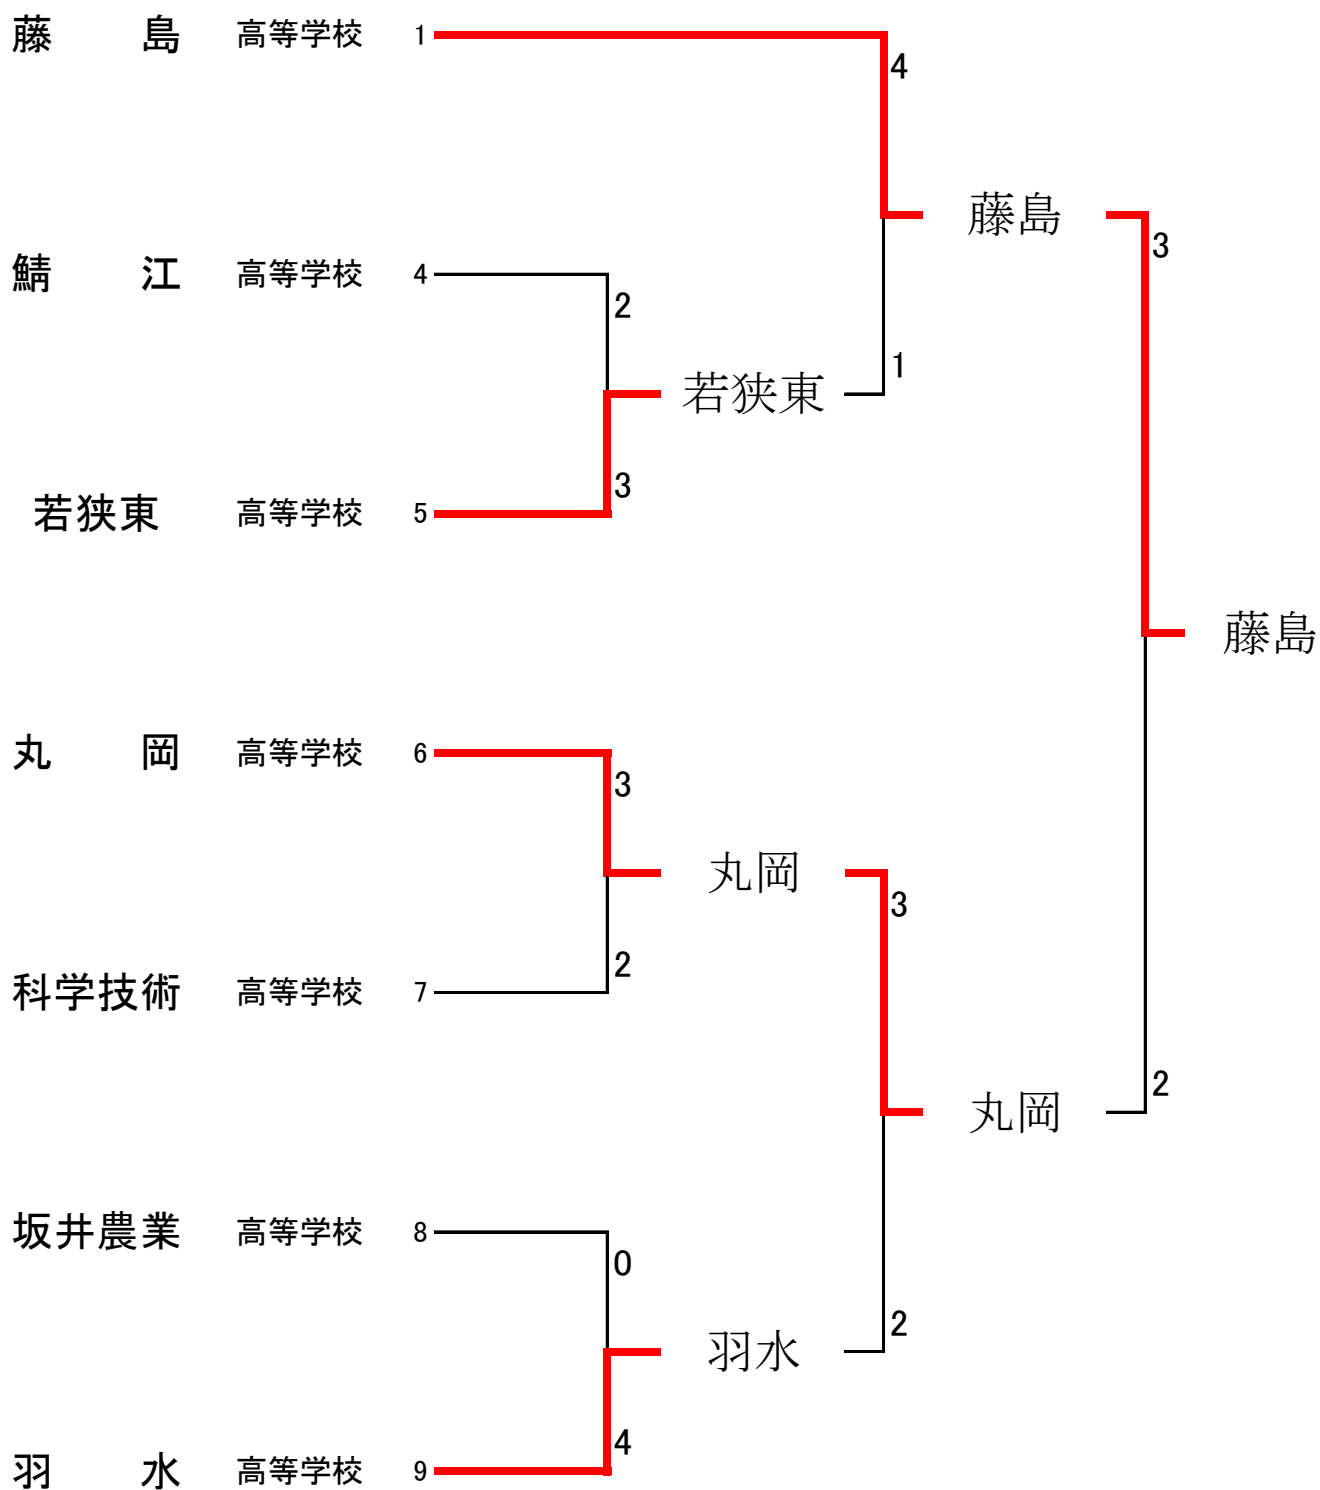 藤島 高等学校 1
4
藤島
3
鯖江 高等学校 4
2
若狭東
1
3
若狭東 高等学校 5
藤島
丸岡 高等学校 6
3
丸岡
3
2
科学技術 高等学校 7
丸岡
2
坂井農業 高等学校 8
0
羽水
2
4
羽水 高等学校 9